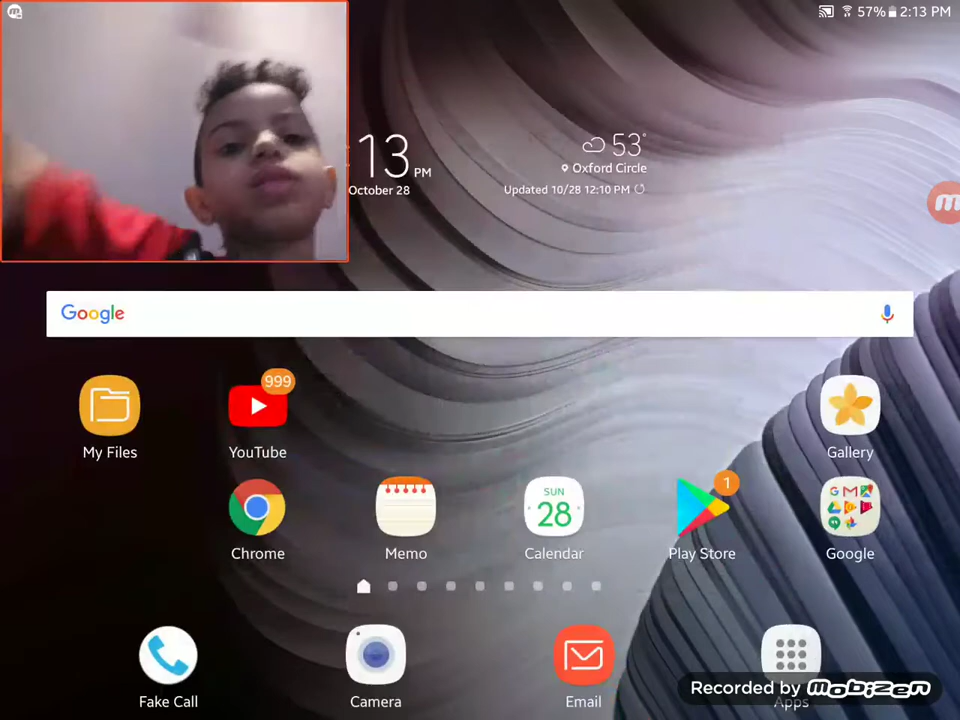 57% 2:13 PM
13 PM
October 28
53°
Oxford Circle
Updated 10/28 12:10 PM
Google
999
My Files
YouTube
Gallery
SUN
28
1
G M
Chrome
Memo
Calendar
Play Store
Google
Fake Call
Camera
Email
Apps
Recorded by mobizen